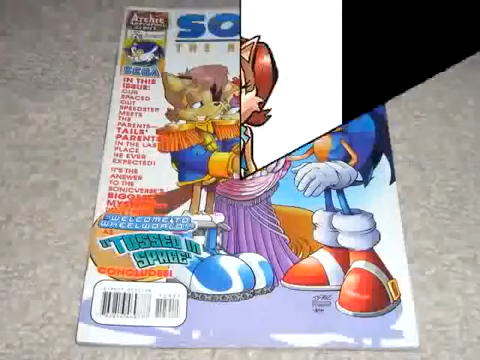 Archie
SO
THE H
SEGA
IN THIS
ISSUE:
OUR
SPACED
OUT
SPEEDSTER
MEETS
THE
PARENTS—
TAILS'
PARENTS
IN THE LAST
PLACE
HE EVER
EXPECTED!
IT'S THE
ANSWER
TO THE
SONICVERSE'S
BIGGEST
"WELCOME TO
WHEELWORLD"
"TOSSED IN
SPACE"
CONCLUDES!